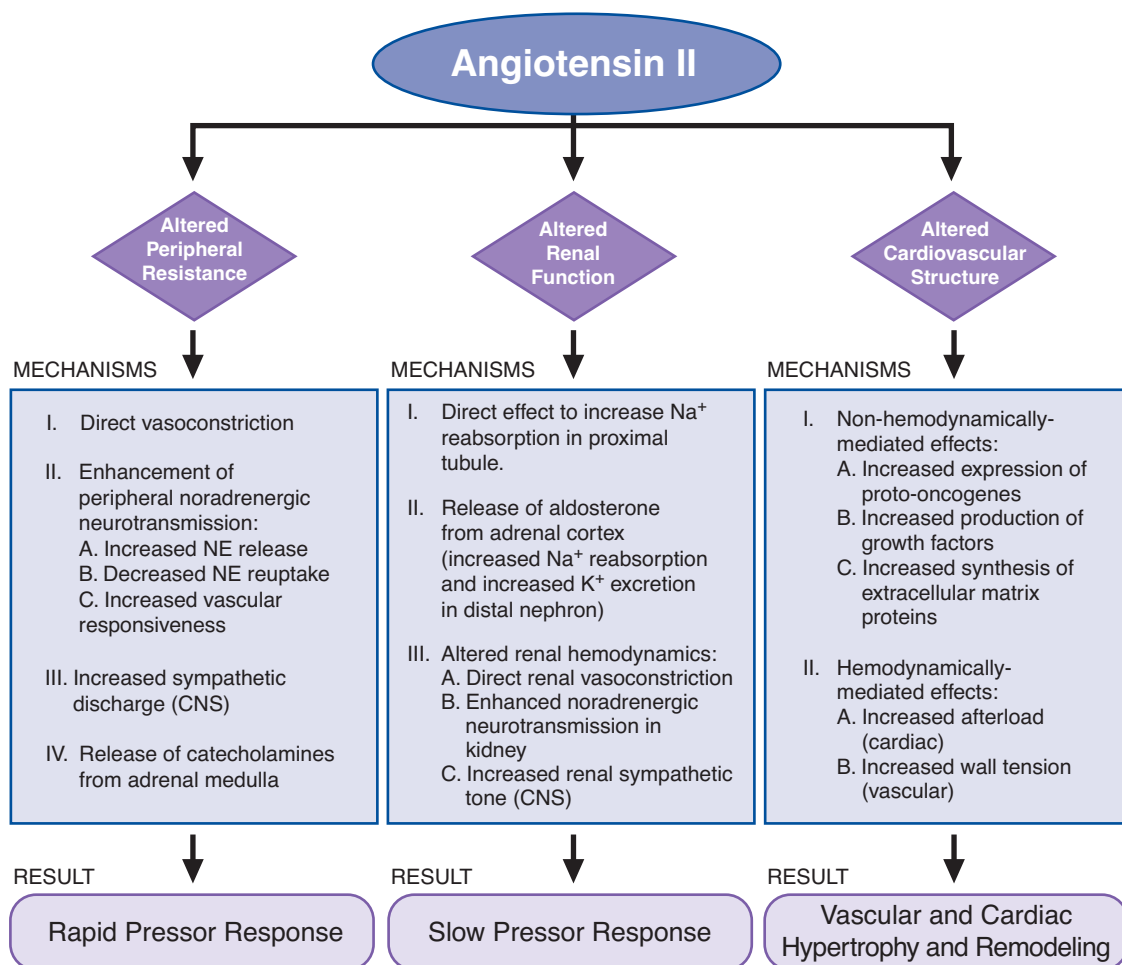 Angiotensin II
Altered
Peripheral
Resistance
Altered
Renal
Function
Altered
Cardiovascular
Structure
MECHANISMS
I. Direct vasoconstriction
II. Enhancement of
peripheral noradrenergic
neurotransmission:
A. Increased NE release
B. Decreased NE reuptake
C. Increased vascular
responsiveness
III. Increased sympathetic
discharge (CNS)
IV. Release of catecholamines
from adrenal medulla
RESULT
Rapid Pressor Response
MECHANISMS
I. Direct effect to increase Na⁺
reabsorption in proximal
tubule.
II. Release of aldosterone
from adrenal cortex
(increased Na⁺ reabsorption
and increased K⁺ excretion
in distal nephron)
III. Altered renal hemodynamics:
A. Direct renal vasoconstriction
B. Enhanced noradrenergic
neurotransmission in
kidney
C. Increased renal sympathetic
tone (CNS)
RESULT
Slow Pressor Response
MECHANISMS
I. Non-hemodynamically-
mediated effects:
A. Increased expression of
proto-oncogenes
B. Increased production of
growth factors
C. Increased synthesis of
extracellular matrix
proteins
II. Hemodynamically-
mediated effects:
A. Increased afterload
(cardiac)
B. Increased wall tension
(vascular)
RESULT
Vascular and Cardiac
Hypertrophy and Remodeling